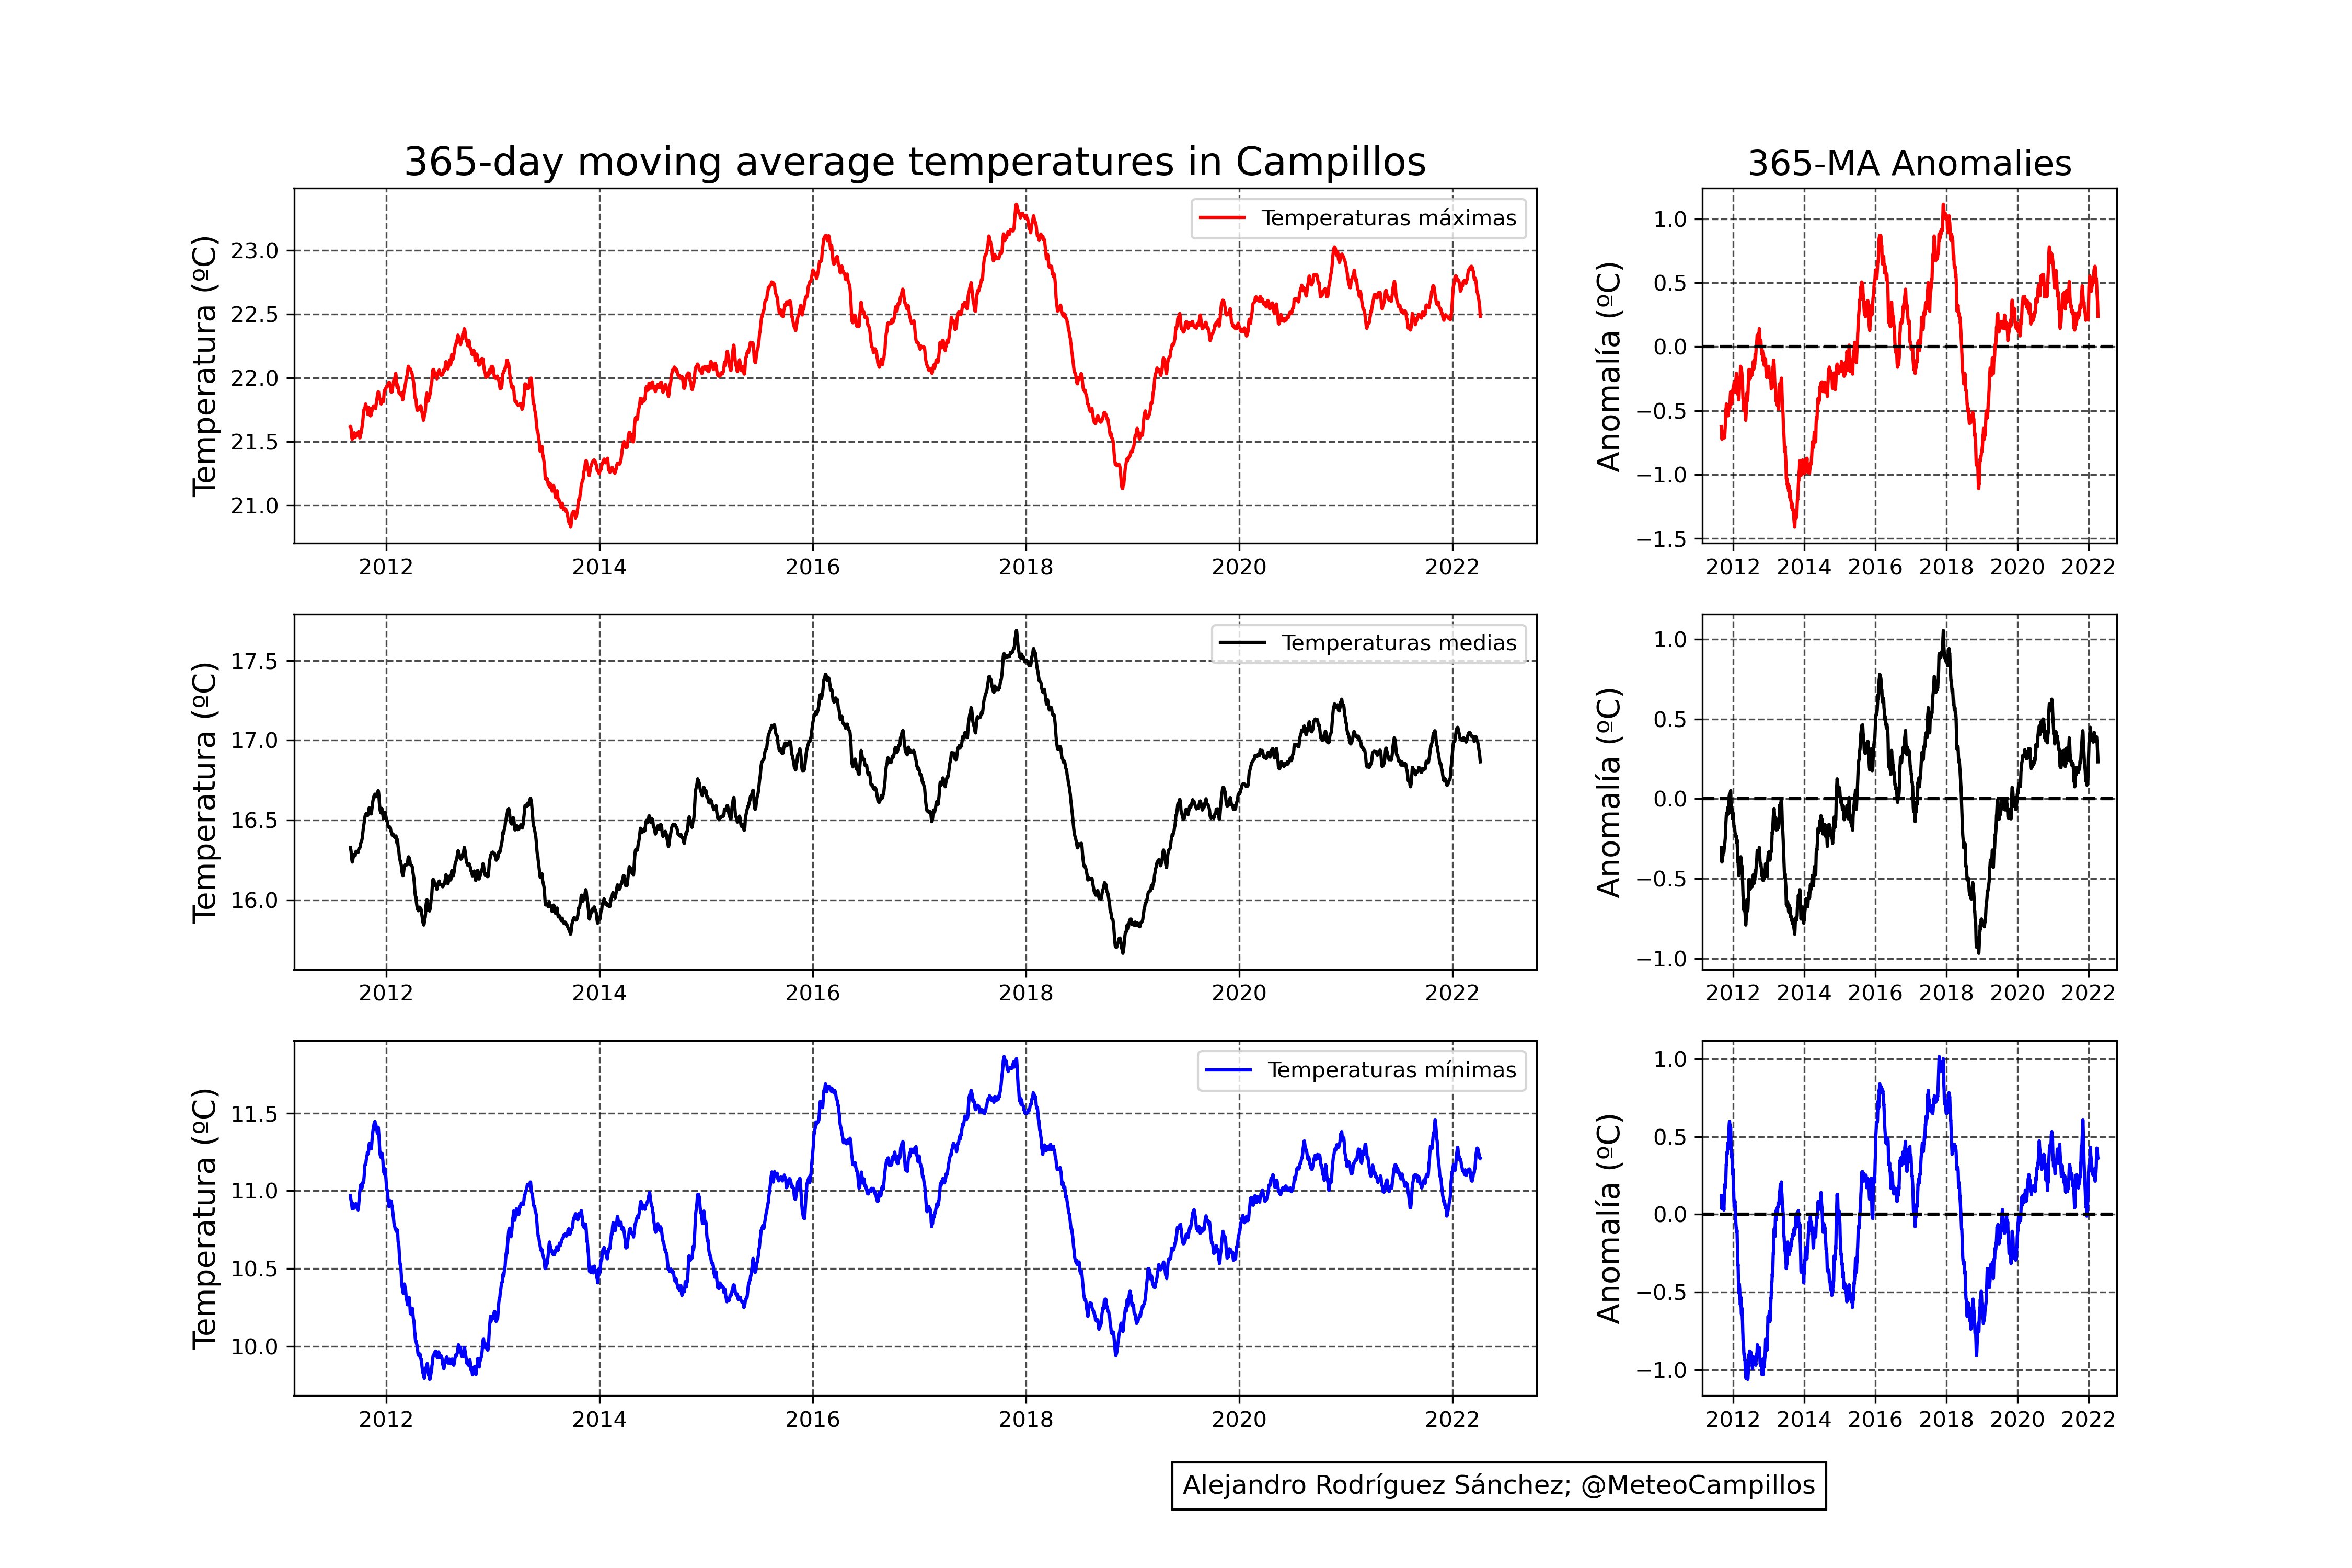 365-day moving average temperatures in Campillos
365-MA Anomalies
Temperatura (ºC)
23.0
22.5
22.0
21.5
21.0
Temperaturas máximas
2012 2014 2016 2018 2020 2022
Anomalía (ºC)
1.0
0.5
0.0
−0.5
−1.0
−1.5
2012 2014 2016 2018 2020 2022
Temperatura (ºC)
17.5
17.0
16.5
16.0
Temperaturas medias
2012 2014 2016 2018 2020 2022
Anomalía (ºC)
1.0
0.5
0.0
−0.5
−1.0
2012 2014 2016 2018 2020 2022
Temperatura (ºC)
11.5
11.0
10.5
10.0
Temperaturas mínimas
2012 2014 2016 2018 2020 2022
Anomalía (ºC)
1.0
0.5
0.0
−0.5
−1.0
2012 2014 2016 2018 2020 2022
Alejandro Rodríguez Sánchez; @MeteoCampillos